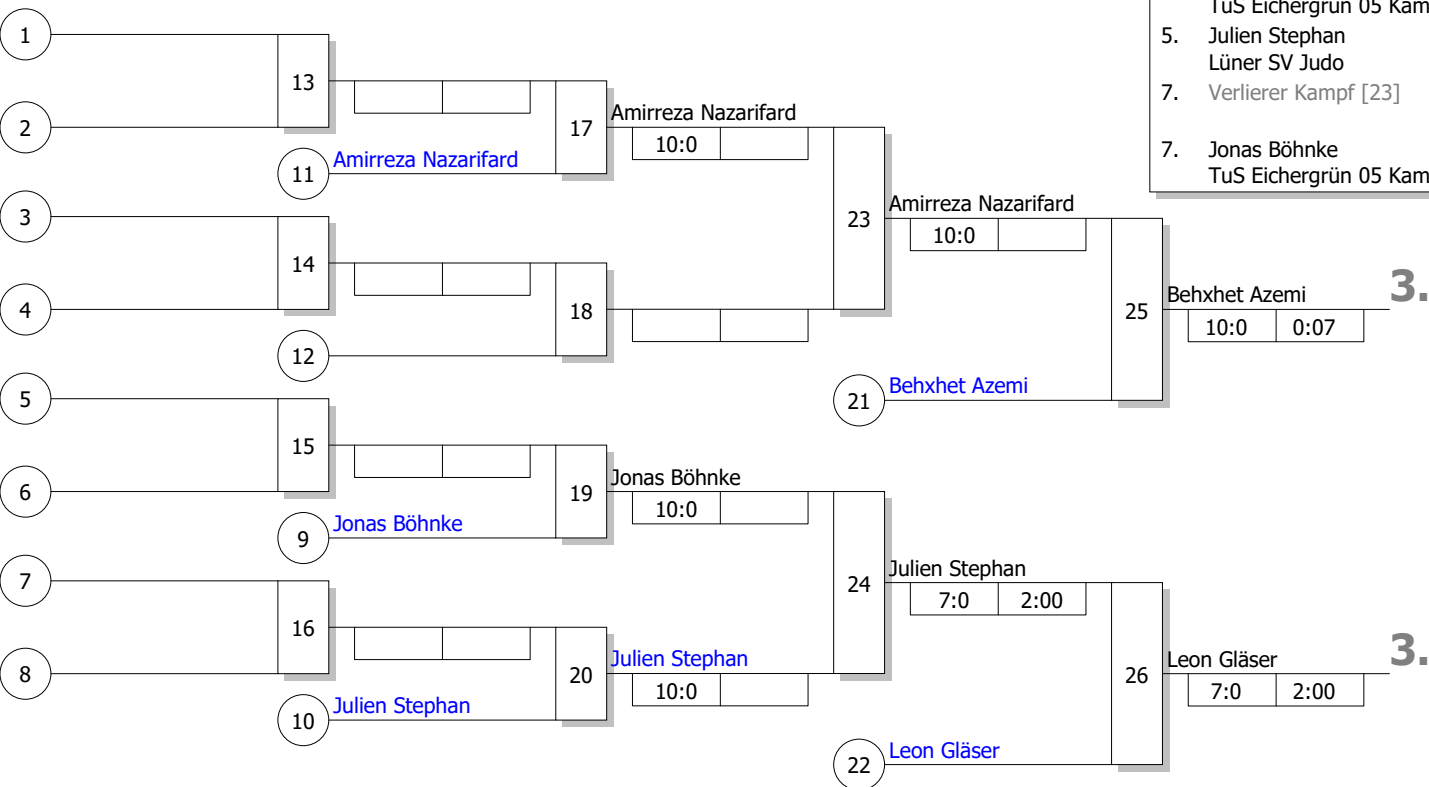 TuS Eichergrün 05 Kam
5. Julien Stephan
Lüner SV Judo
7. Verlierer Kampf [23]
7. Jonas Böhnke
TuS Eichergrün 05 Kam
1
13
2
17
Amirreza Nazarifard
10:0
11
Amirreza Nazarifard
3
23
Amirreza Nazarifard
10:0
14
4
18
25
Behxhet Azemi
3.
10:0 0:07
12
5
21
Behxhet Azemi
15
6
19
Jonas Böhnke
10:0
9
Jonas Böhnke
7
24
Julien Stephan
7:0 2:00
16
8
20
Julien Stephan
10:0
26
Leon Gläser
3.
7:0 2:00
10
Julien Stephan
22
Leon Gläser